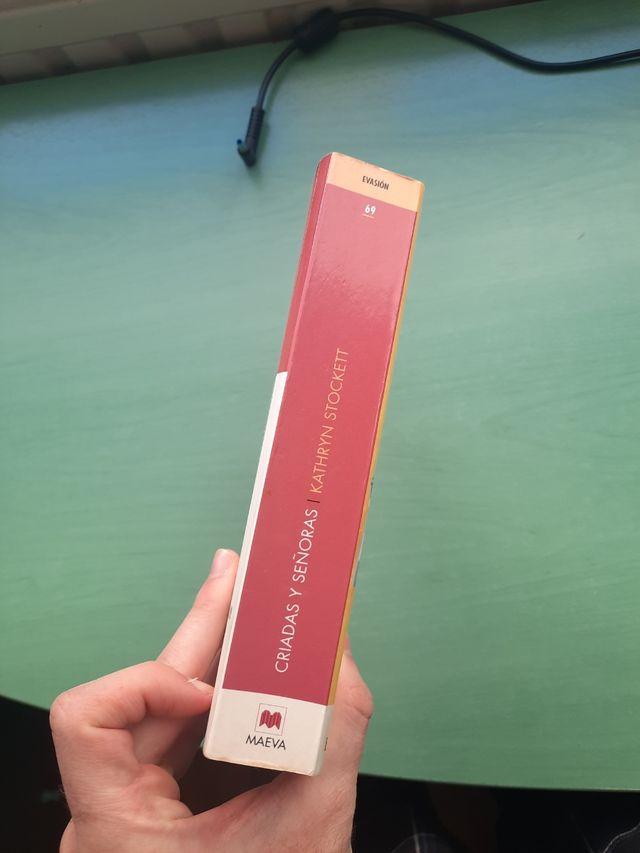 EVASIÓN
69
CRIADAS Y SEÑORAS | KATHRYN STOCKETT
MAEVA